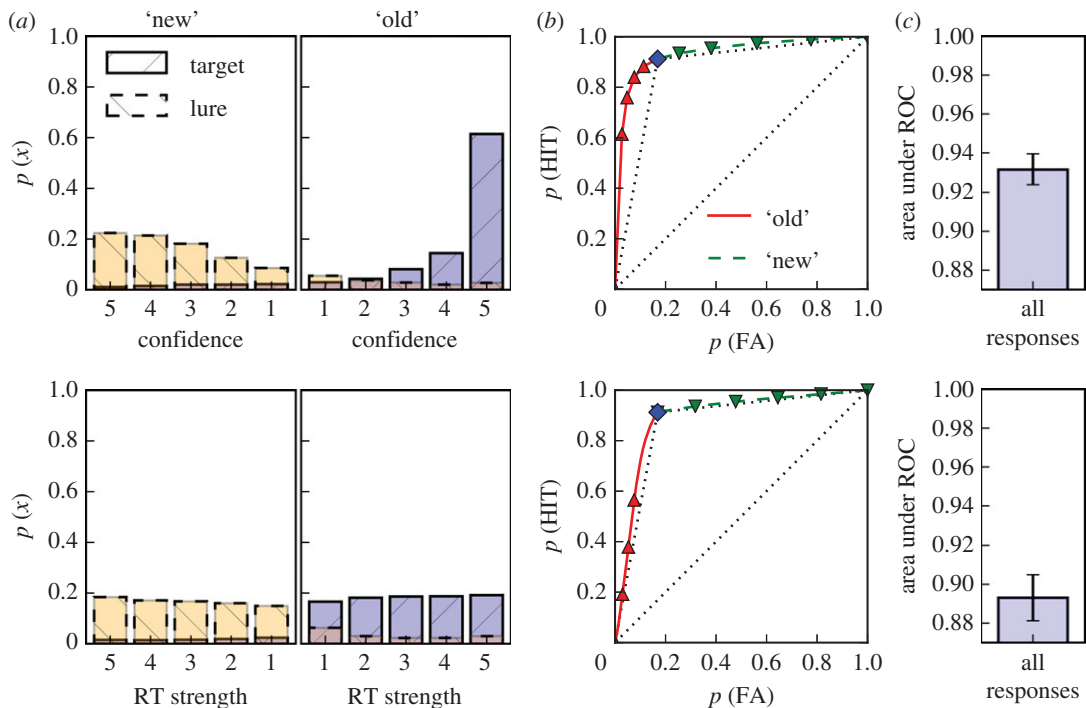 (a) 'new' 'old' (b) (c)
1.0 1.0 1.00
target
lure
0.8 0.8 0.98
0.6 0.6 0.96
p (x) p (HIT) area under ROC
0.4 0.4 0.94
'old'
0.2 0.2 0.92
'new'
0.90
0.88
0 5 4 3 2 1 1 2 3 4 5 0 0.2 0.4 0.6 0.8 1.0 all
confidence confidence p (FA) responses
1.0 1.0 1.00
0.8 0.8 0.98
0.6 0.6 0.96
p (x) p (HIT) area under ROC
0.4 0.4 0.94
0.2 0.2 0.92
0.90
0.88
0 5 4 3 2 1 1 2 3 4 5 0 0.2 0.4 0.6 0.8 1.0 all
RT strength RT strength p (FA) responses